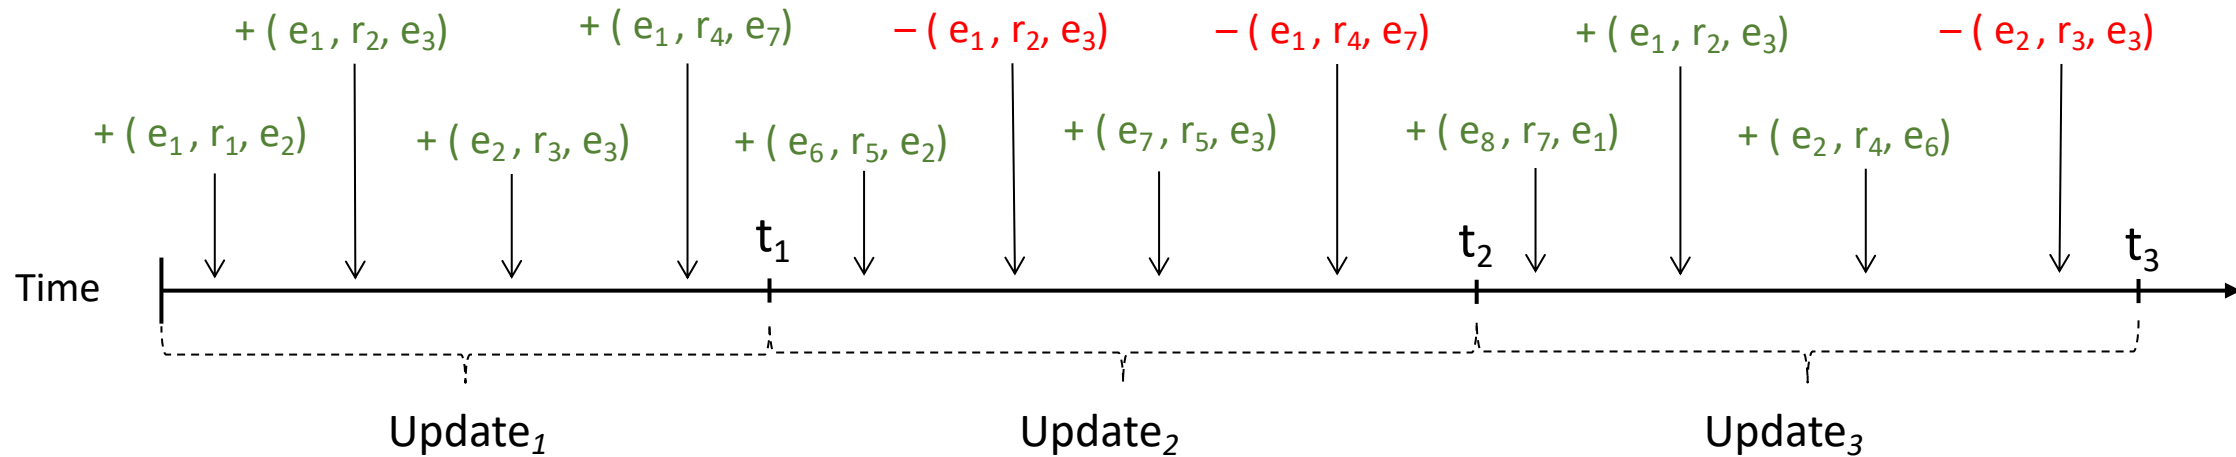 + ( e₁ , r₂, e₃)
+ ( e₁ , r₄, e₇)
– ( e₁ , r₂, e₃)
– ( e₁ , r₄, e₇)
+ ( e₁ , r₂, e₃)
– ( e₂ , r₃, e₃)
+ ( e₁ , r₁, e₂)
+ ( e₂ , r₃, e₃)
+ ( e₆ , r₅, e₂)
+ ( e₇ , r₅, e₃)
+ ( e₈ , r₇, e₁)
+ ( e₂ , r₄, e₆)
t₁
t₂
t₃
Time
Update₁
Update₂
Update₃